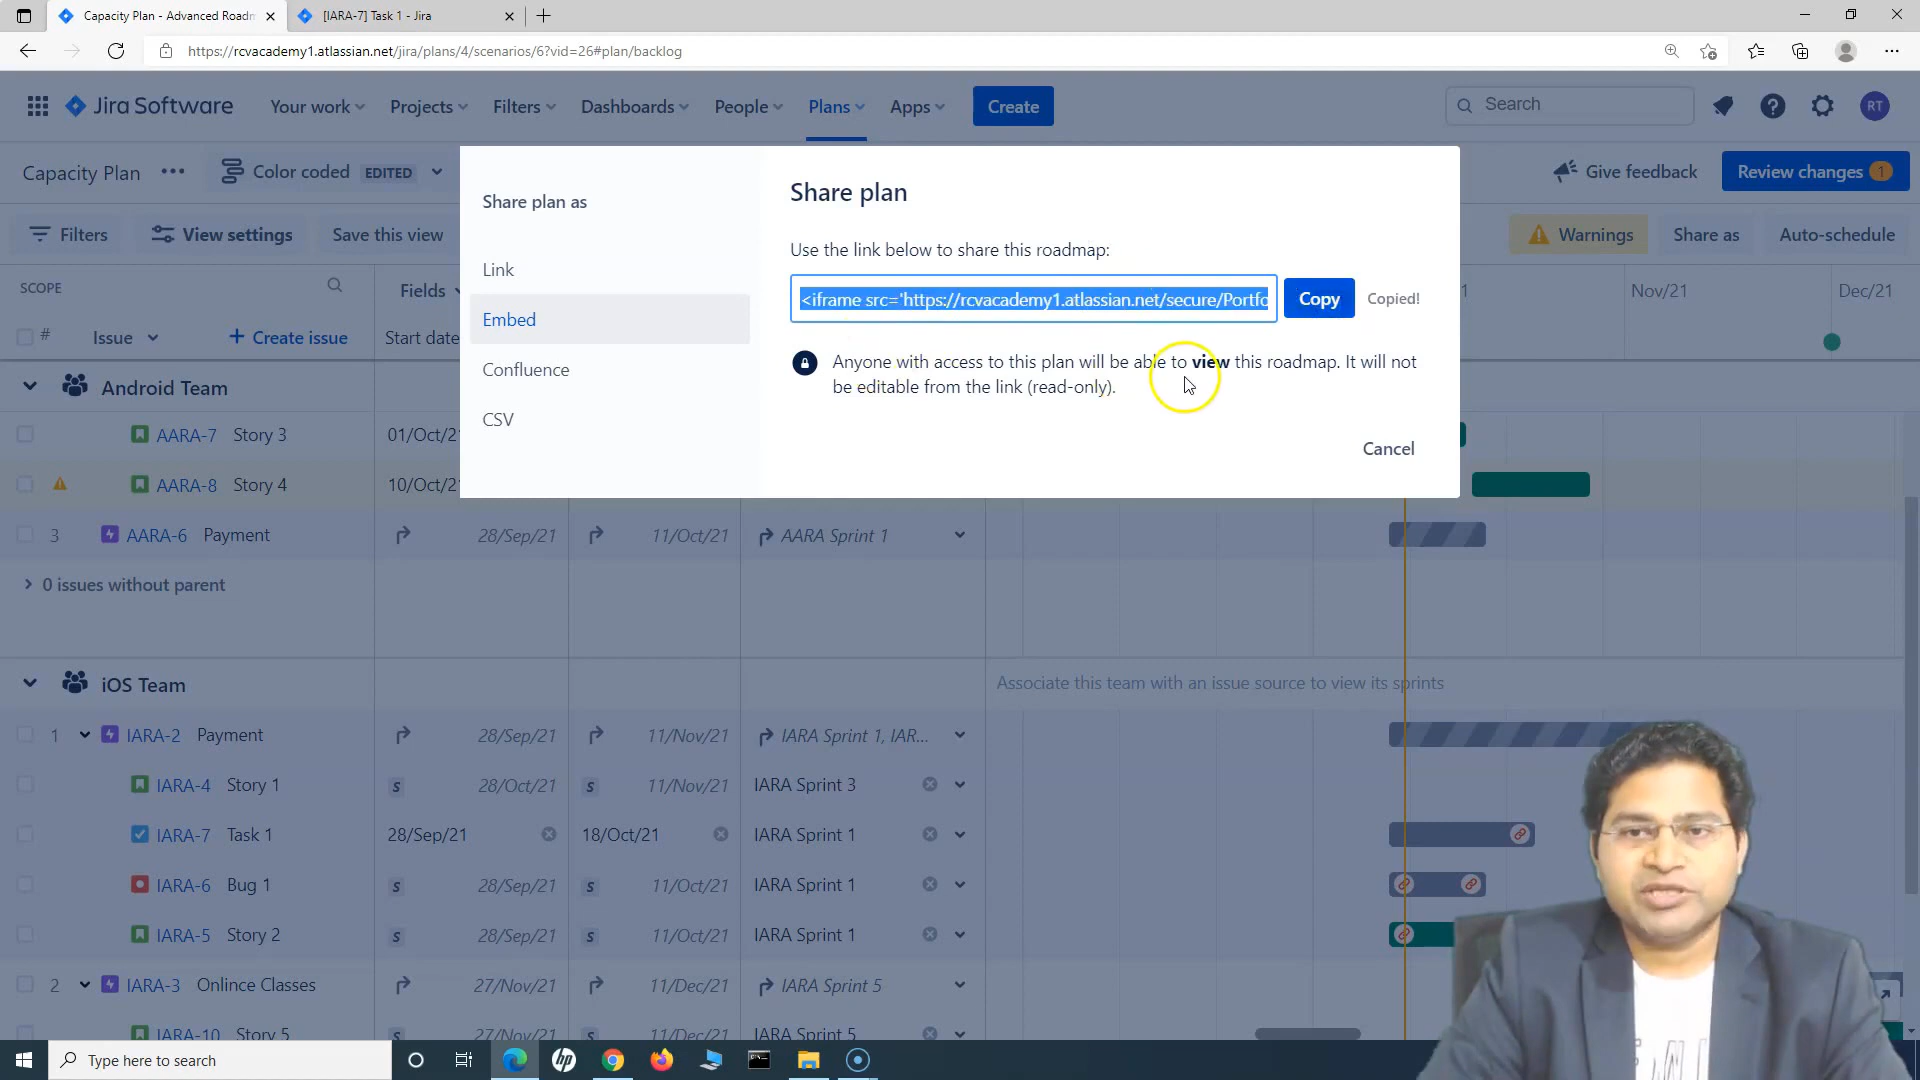 Capacity Plan - Advanced Roadm
[IARA-7] Task 1 - Jira
https://rcvacademy1.atlassian.net/jira/plans/4/scenarios/6?vid=26#plan/backlog
Jira Software
Your work
Projects
Filters
Dashboards
People
Plans
Apps
Create
Search
RT
Capacity Plan
Color coded
EDITED
Give feedback
Review changes 1
Filters
View settings
Save this view
Warnings
Share as
Auto-schedule
Share plan as
Link
Embed
Confluence
CSV
Share plan
Use the link below to share this roadmap:
<iframe src='https://rcvacademy1.atlassian.net/secure/Portfo
Copy
Copied!
Anyone with access to this plan will be able to view this roadmap. It will not
be editable from the link (read-only).
Cancel
SCOPE
Fields
1
Nov/21
Dec/21
#
Issue
+ Create issue
Start date
Android Team
AARA-7 Story 3 01/Oct/21
AARA-8 Story 4 10/Oct/21
3 AARA-6 Payment 28/Sep/21 11/Oct/21 AARA Sprint 1
0 issues without parent
iOS Team
Associate this team with an issue source to view its sprints
1 IARA-2 Payment 28/Sep/21 11/Nov/21 IARA Sprint 1, IAR...
IARA-4 Story 1 S 28/Oct/21 S 11/Nov/21 IARA Sprint 3
IARA-7 Task 1 28/Sep/21 18/Oct/21 IARA Sprint 1
IARA-6 Bug 1 S 28/Sep/21 S 11/Oct/21 IARA Sprint 1
IARA-5 Story 2 S 28/Sep/21 S 11/Oct/21 IARA Sprint 1
2 IARA-3 Onlince Classes 27/Nov/21 11/Dec/21 IARA Sprint 5
IARA-10 Story 5 S 27/Nov/21 S 11/Dec/21 IARA Sprint 5
Type here to search
hp